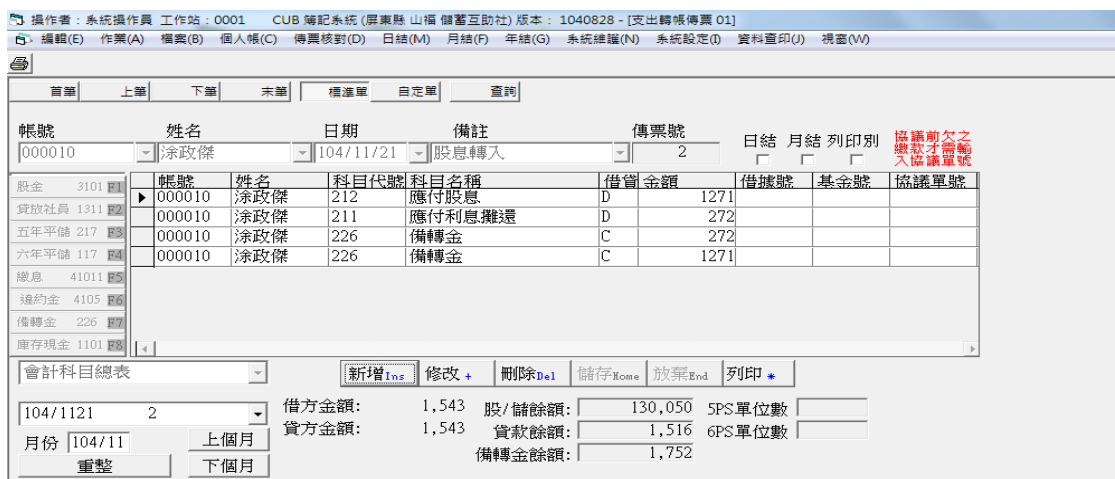 操作者：系統操作員 工作站：0001 CUB 簿記系統 (屏東縣 山福 儲蓄互助社) 版本： 1040828 - [支出轉帳傳票 01]
編輯(E) 作業(A) 檔案(B) 個人帳(C) 傳票核對(D) 日結(M) 月結(F) 年結(G) 系統維護(N) 系統設定(I) 資料查印(J) 視窗(W)
首筆 上筆 下筆 末筆 標準單 自定單 查詢
帳號 姓名 日期 備註 傳票號 日結 月結 列印別
協議前欠之
繳款才需輸
入協議單號
000010 涂政傑 104/11/21 股息轉入 2
帳號 姓名 科目代號 科目名稱 借貸 金額 借據號 基金號 協議單號
000010 涂政傑 212 應付股息 D 1271
000010 涂政傑 211 應付利息攤還 D 272
000010 涂政傑 226 備轉金 C 272
000010 涂政傑 226 備轉金 C 1271
股金 3101 F1
貸放社員 1311 F2
五年平儲 217 F3
六年平儲 117 F4
繳息 41011 F5
違約金 4105 F6
備轉金 226 F7
庫存現金 1101 F8
會計科目總表
新增Ins 修改+ 刪除Del 儲存Home 放棄End 列印*
104/1121 2
借方金額: 1,543 股/儲餘額: 130,050 5PS單位數
貸方金額: 1,543 貸款餘額: 1,516 6PS單位數
備轉金餘額: 1,752
月份 104/11 上個月
重整 下個月